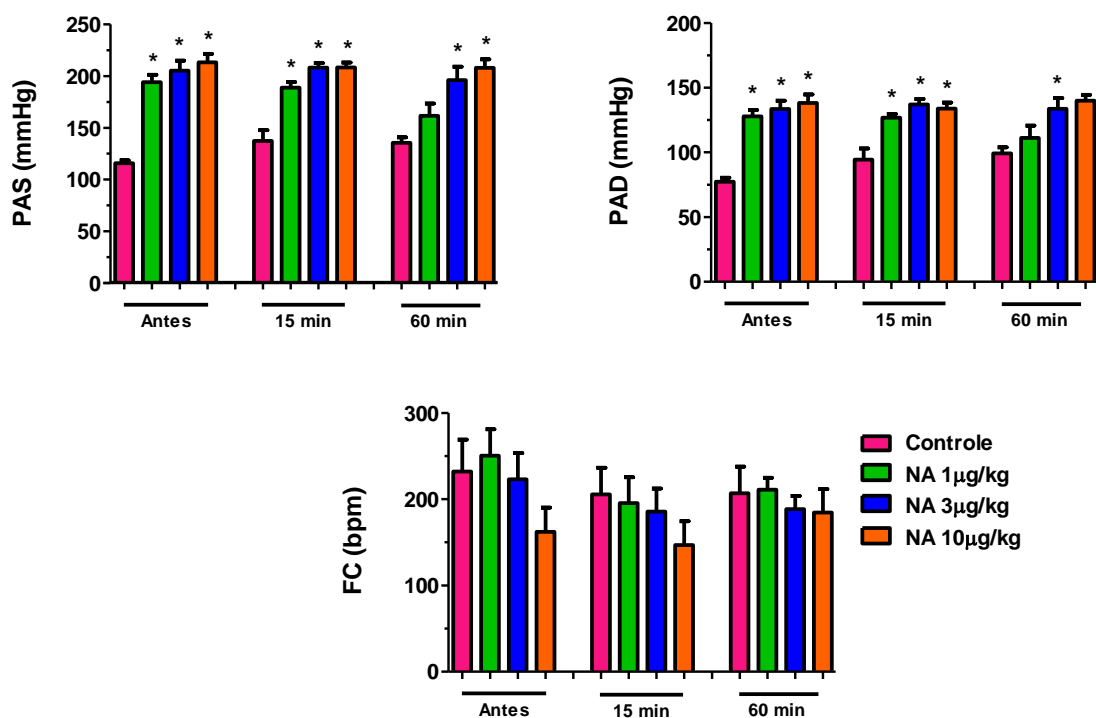 PAS (mmHg)
250
200
150
100
50
0
* * *
* * *
* *
Antes 15 min 60 min
PAD (mmHg)
200
150
100
50
0
* * *
* * *
*
Antes 15 min 60 min
FC (bpm)
300
200
100
0
Antes 15 min 60 min
Controle
NA 1μg/kg
NA 3μg/kg
NA 10μg/kg